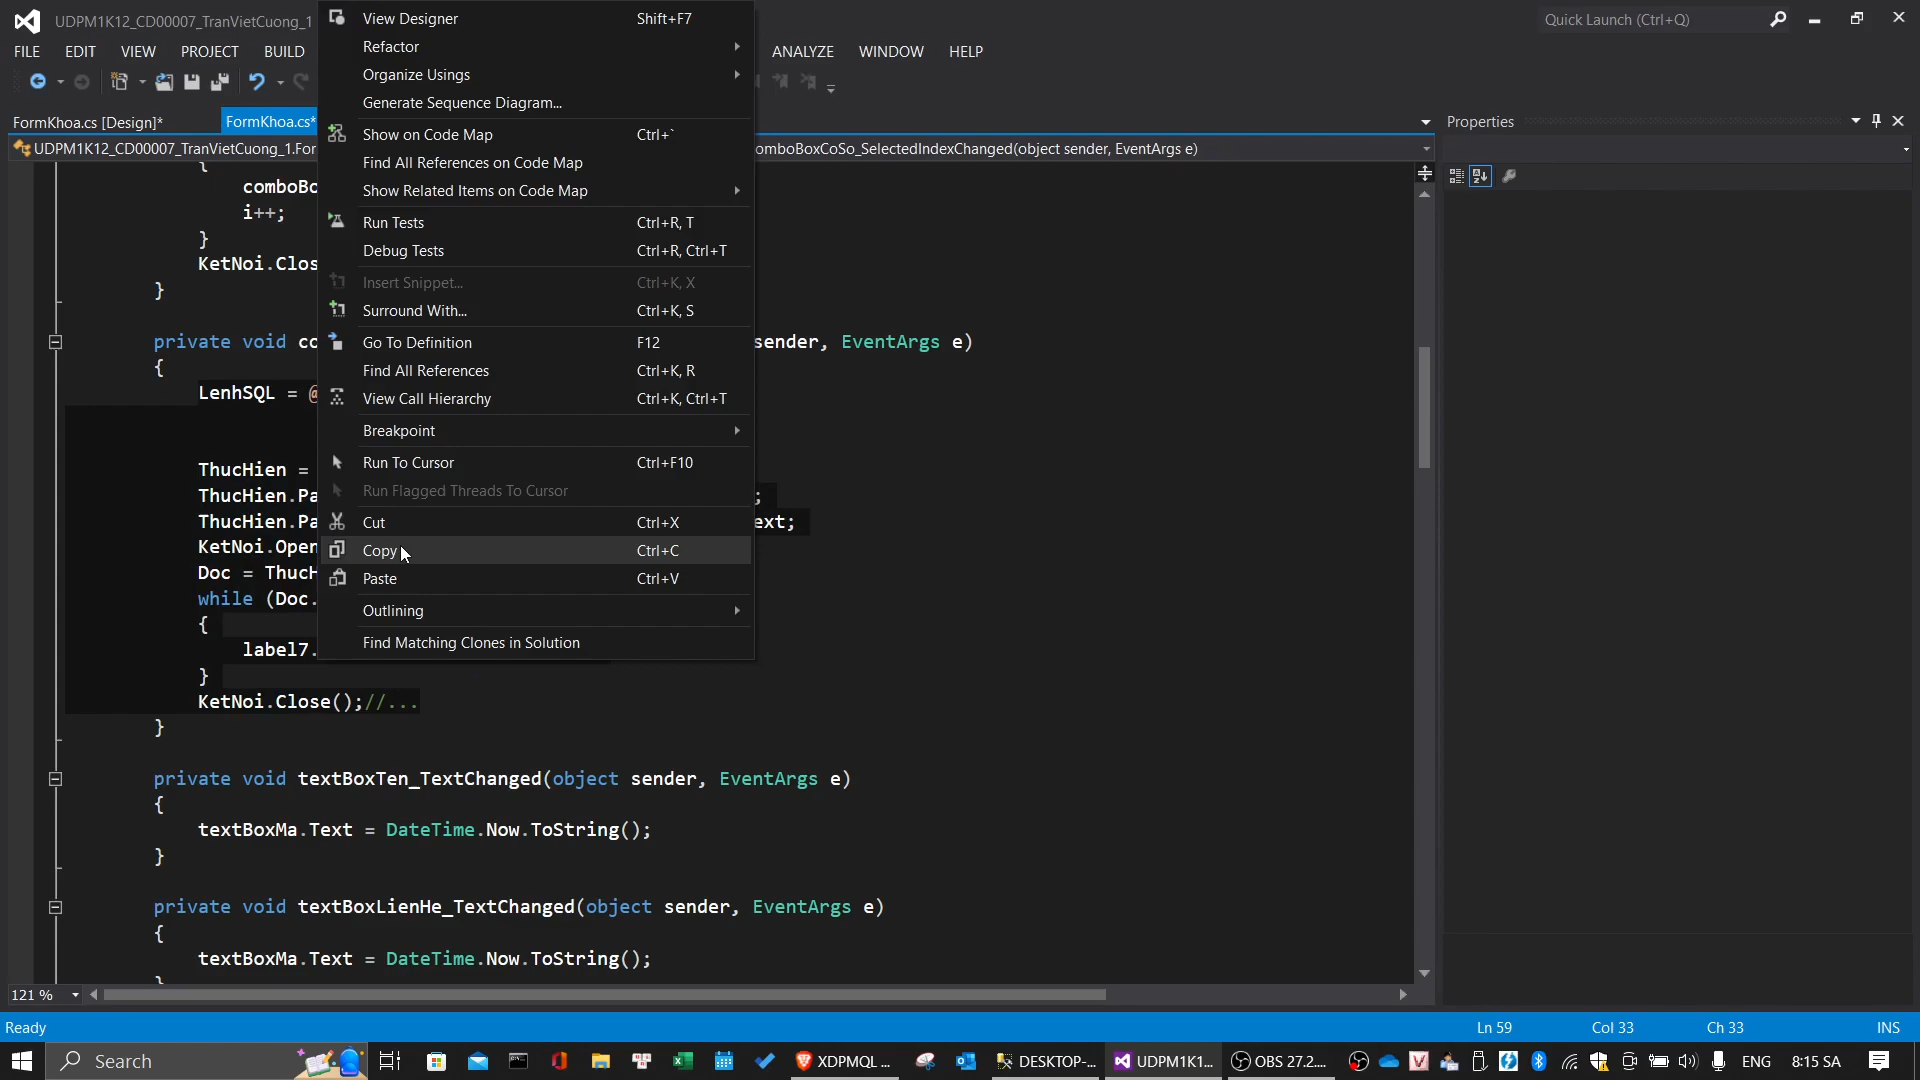 UDPM1K12_CD00007_TranVietCuong_1
Quick Launch (Ctrl+Q)
FILE EDIT VIEW PROJECT BUILD ANALYZE WINDOW HELP
FormKhoa.cs [Design]* FormKhoa.cs*
UDPM1K12_CD00007_TranVietCuong_1.For omboBoxCoSo_SelectedIndexChanged(object sender, EventArgs e)
Properties
View Designer Shift+F7
Refactor
Organize Usings
Generate Sequence Diagram...
Show on Code Map Ctrl+`
Find All References on Code Map
Show Related Items on Code Map
Run Tests Ctrl+R, T
Debug Tests Ctrl+R, Ctrl+T
Insert Snippet... Ctrl+K, X
Surround With... Ctrl+K, S
Go To Definition F12
Find All References Ctrl+K, R
View Call Hierarchy Ctrl+K, Ctrl+T
Breakpoint
Run To Cursor Ctrl+F10
Run Flagged Threads To Cursor
Cut Ctrl+X
Copy Ctrl+C
Paste Ctrl+V
Outlining
Find Matching Clones in Solution
{
comboBo
i++;
}
KetNoi.Clos
}
private void co sender, EventArgs e)
{
LenhSQL = @
ThucHien =
ThucHien.Pa ;
ThucHien.Pa ext;
KetNoi.Open
Doc = ThucH
while (Doc.
{
label7.
}
KetNoi.Close();//...
}
private void textBoxTen_TextChanged(object sender, EventArgs e)
{
textBoxMa.Text = DateTime.Now.ToString();
}
private void textBoxLienHe_TextChanged(object sender, EventArgs e)
{
textBoxMa.Text = DateTime.Now.ToString();
}
121 %
Ready Ln 59 Col 33 Ch 33 INS
Search XDPMQL ... DESKTOP-... UDPM1K1... OBS 27.2.... ENG 8:15 SA